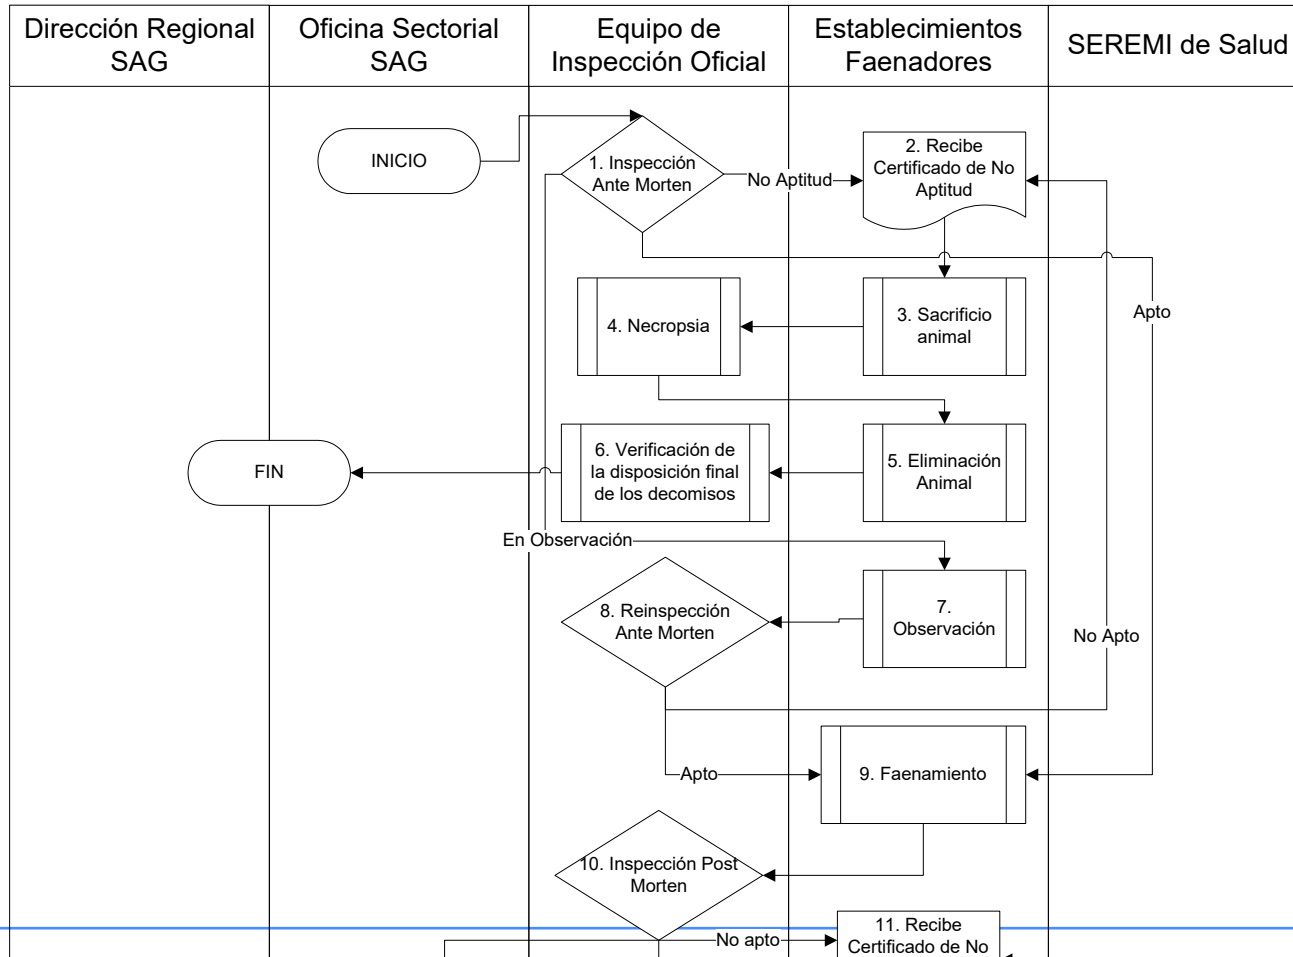 Dirección Regional
SAG
Oficina Sectorial
SAG
Equipo de
Inspección Oficial
Establecimientos
Faenadores
SEREMI de Salud
INICIO
1. Inspección
Ante Morten
No Aptitud
2. Recibe
Certificado de No
Aptitud
Apto
4. Necropsia
3. Sacrificio
animal
FIN
6. Verificación de
la disposición final
de los decomisos
5. Eliminación
Animal
En Observación
8. Reinspección
Ante Morten
7.
Observación
No Apto
Apto
9. Faenamiento
10. Inspección Post
Morten
No apto
11. Recibe
Certificado de No